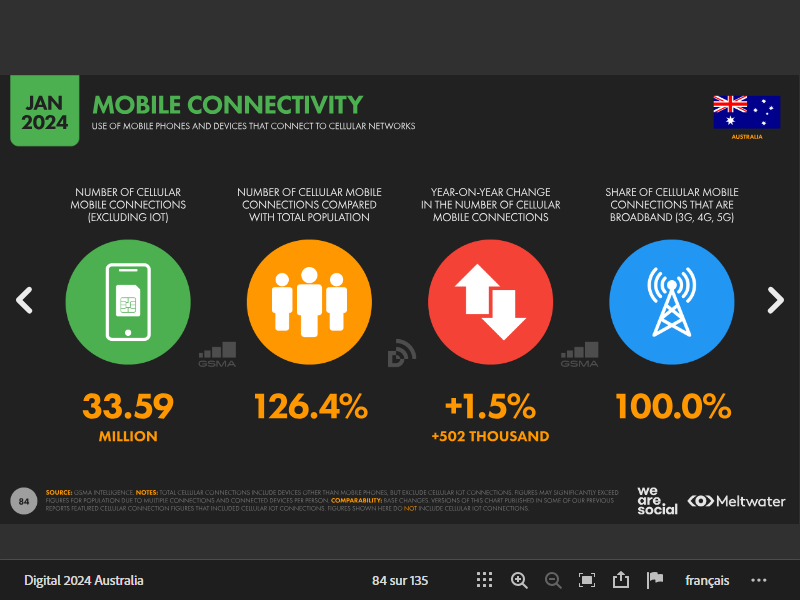 JAN
2024
MOBILE CONNECTIVITY
USE OF MOBILE PHONES AND DEVICES THAT CONNECT TO CELLULAR NETWORKS
AUSTRALIA
NUMBER OF CELLULAR
MOBILE CONNECTIONS
(EXCLUDING IOT)
NUMBER OF CELLULAR MOBILE
CONNECTIONS COMPARED
WITH TOTAL POPULATION
YEAR-ON-YEAR CHANGE
IN THE NUMBER OF CELLULAR
MOBILE CONNECTIONS
SHARE OF CELLULAR MOBILE
CONNECTIONS THAT ARE
BROADBAND (3G, 4G, 5G)
GSMA
GSMA
33.59
MILLION
126.4%
+1.5%
+502 THOUSAND
100.0%
84
SOURCE: GSMA INTELLIGENCE. NOTES: TOTAL CELLULAR CONNECTIONS INCLUDE DEVICES OTHER THAN MOBILE PHONES, BUT EXCLUDE CELLULAR IOT CONNECTIONS. FIGURES MAY SIGNIFICANTLY EXCEED
FIGURES FOR POPULATION DUE TO MULTIPLE CONNECTIONS AND CONNECTED DEVICES PER PERSON. COMPARABILITY: BASE CHANGES. VERSIONS OF THIS CHART PUBLISHED IN SOME OF OUR PREVIOUS
REPORTS FEATURED CELLULAR CONNECTION FIGURES THAT INCLUDED CELLULAR IOT CONNECTIONS. FIGURES SHOWN HERE DO NOT INCLUDE CELLULAR IOT CONNECTIONS.
we
are.
social
Meltwater
Digital 2024 Australia
84 sur 135
français